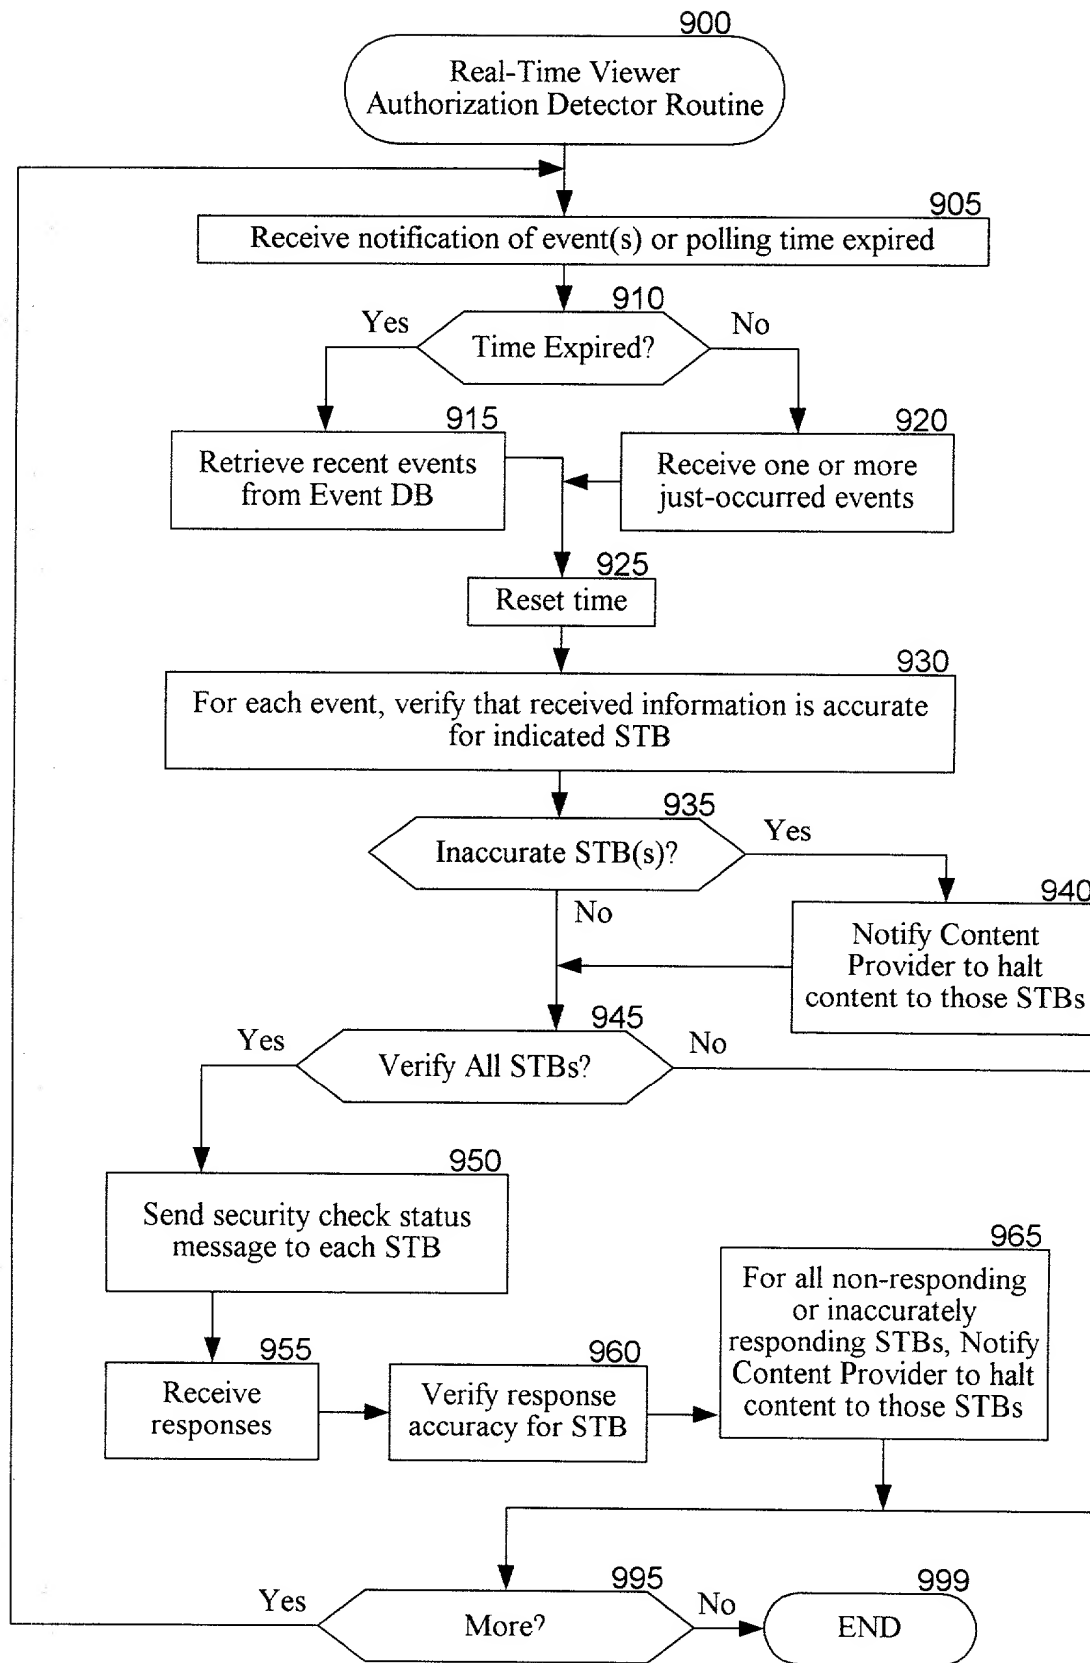 900
Real-Time Viewer
Authorization Detector Routine
905
Receive notification of event(s) or polling time expired
910
Yes
No
Time Expired?
915
Retrieve recent events
from Event DB
920
Receive one or more
just-occurred events
925
Reset time
930
For each event, verify that received information is accurate
for indicated STB
935
Inaccurate STB(s)?
Yes
No
940
Notify Content
Provider to halt
content to those STBs
945
Yes
No
Verify All STBs?
950
Send security check status
message to each STB
955
Receive
responses
960
Verify response
accuracy for STB
965
For all non-responding
or inaccurately
responding STBs, Notify
Content Provider to halt
content to those STBs
995
Yes
More?
No
999
END